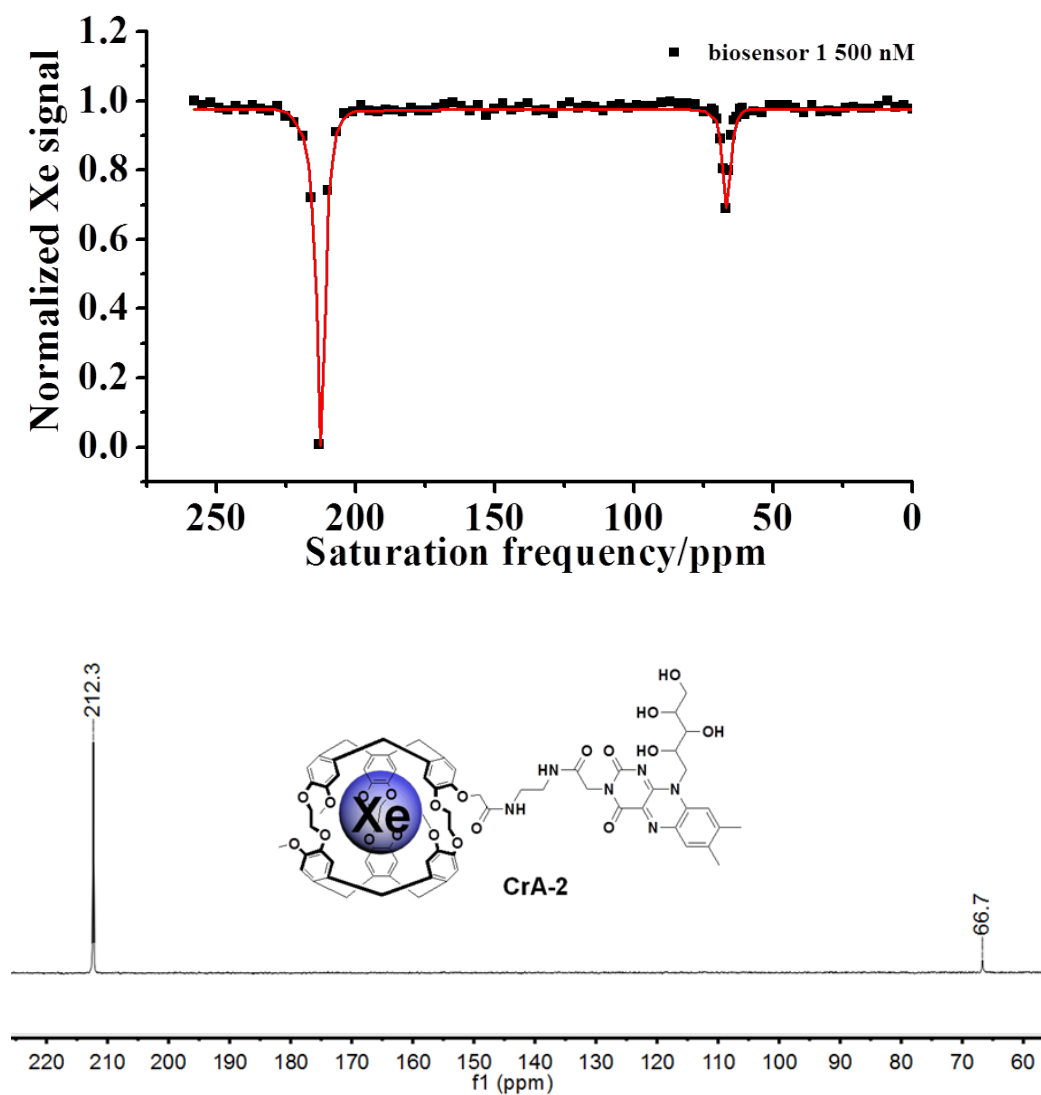 1.2
biosensor 1 500 nM
1.0
0.8
0.6
0.4
0.2
0.0
Normalized Xe signal
250 200 150 100 50 0
Saturation frequency/ppm
212.3
66.7
HO
HO
HO OH
O O HO
NH N N
O N
O O O N
NH O N
O
Xe
O O O
O O
O O
CrA-2
220 210 200 190 180 170 160 150 140 130 120 110 100 90 80 70 60
f1 (ppm)